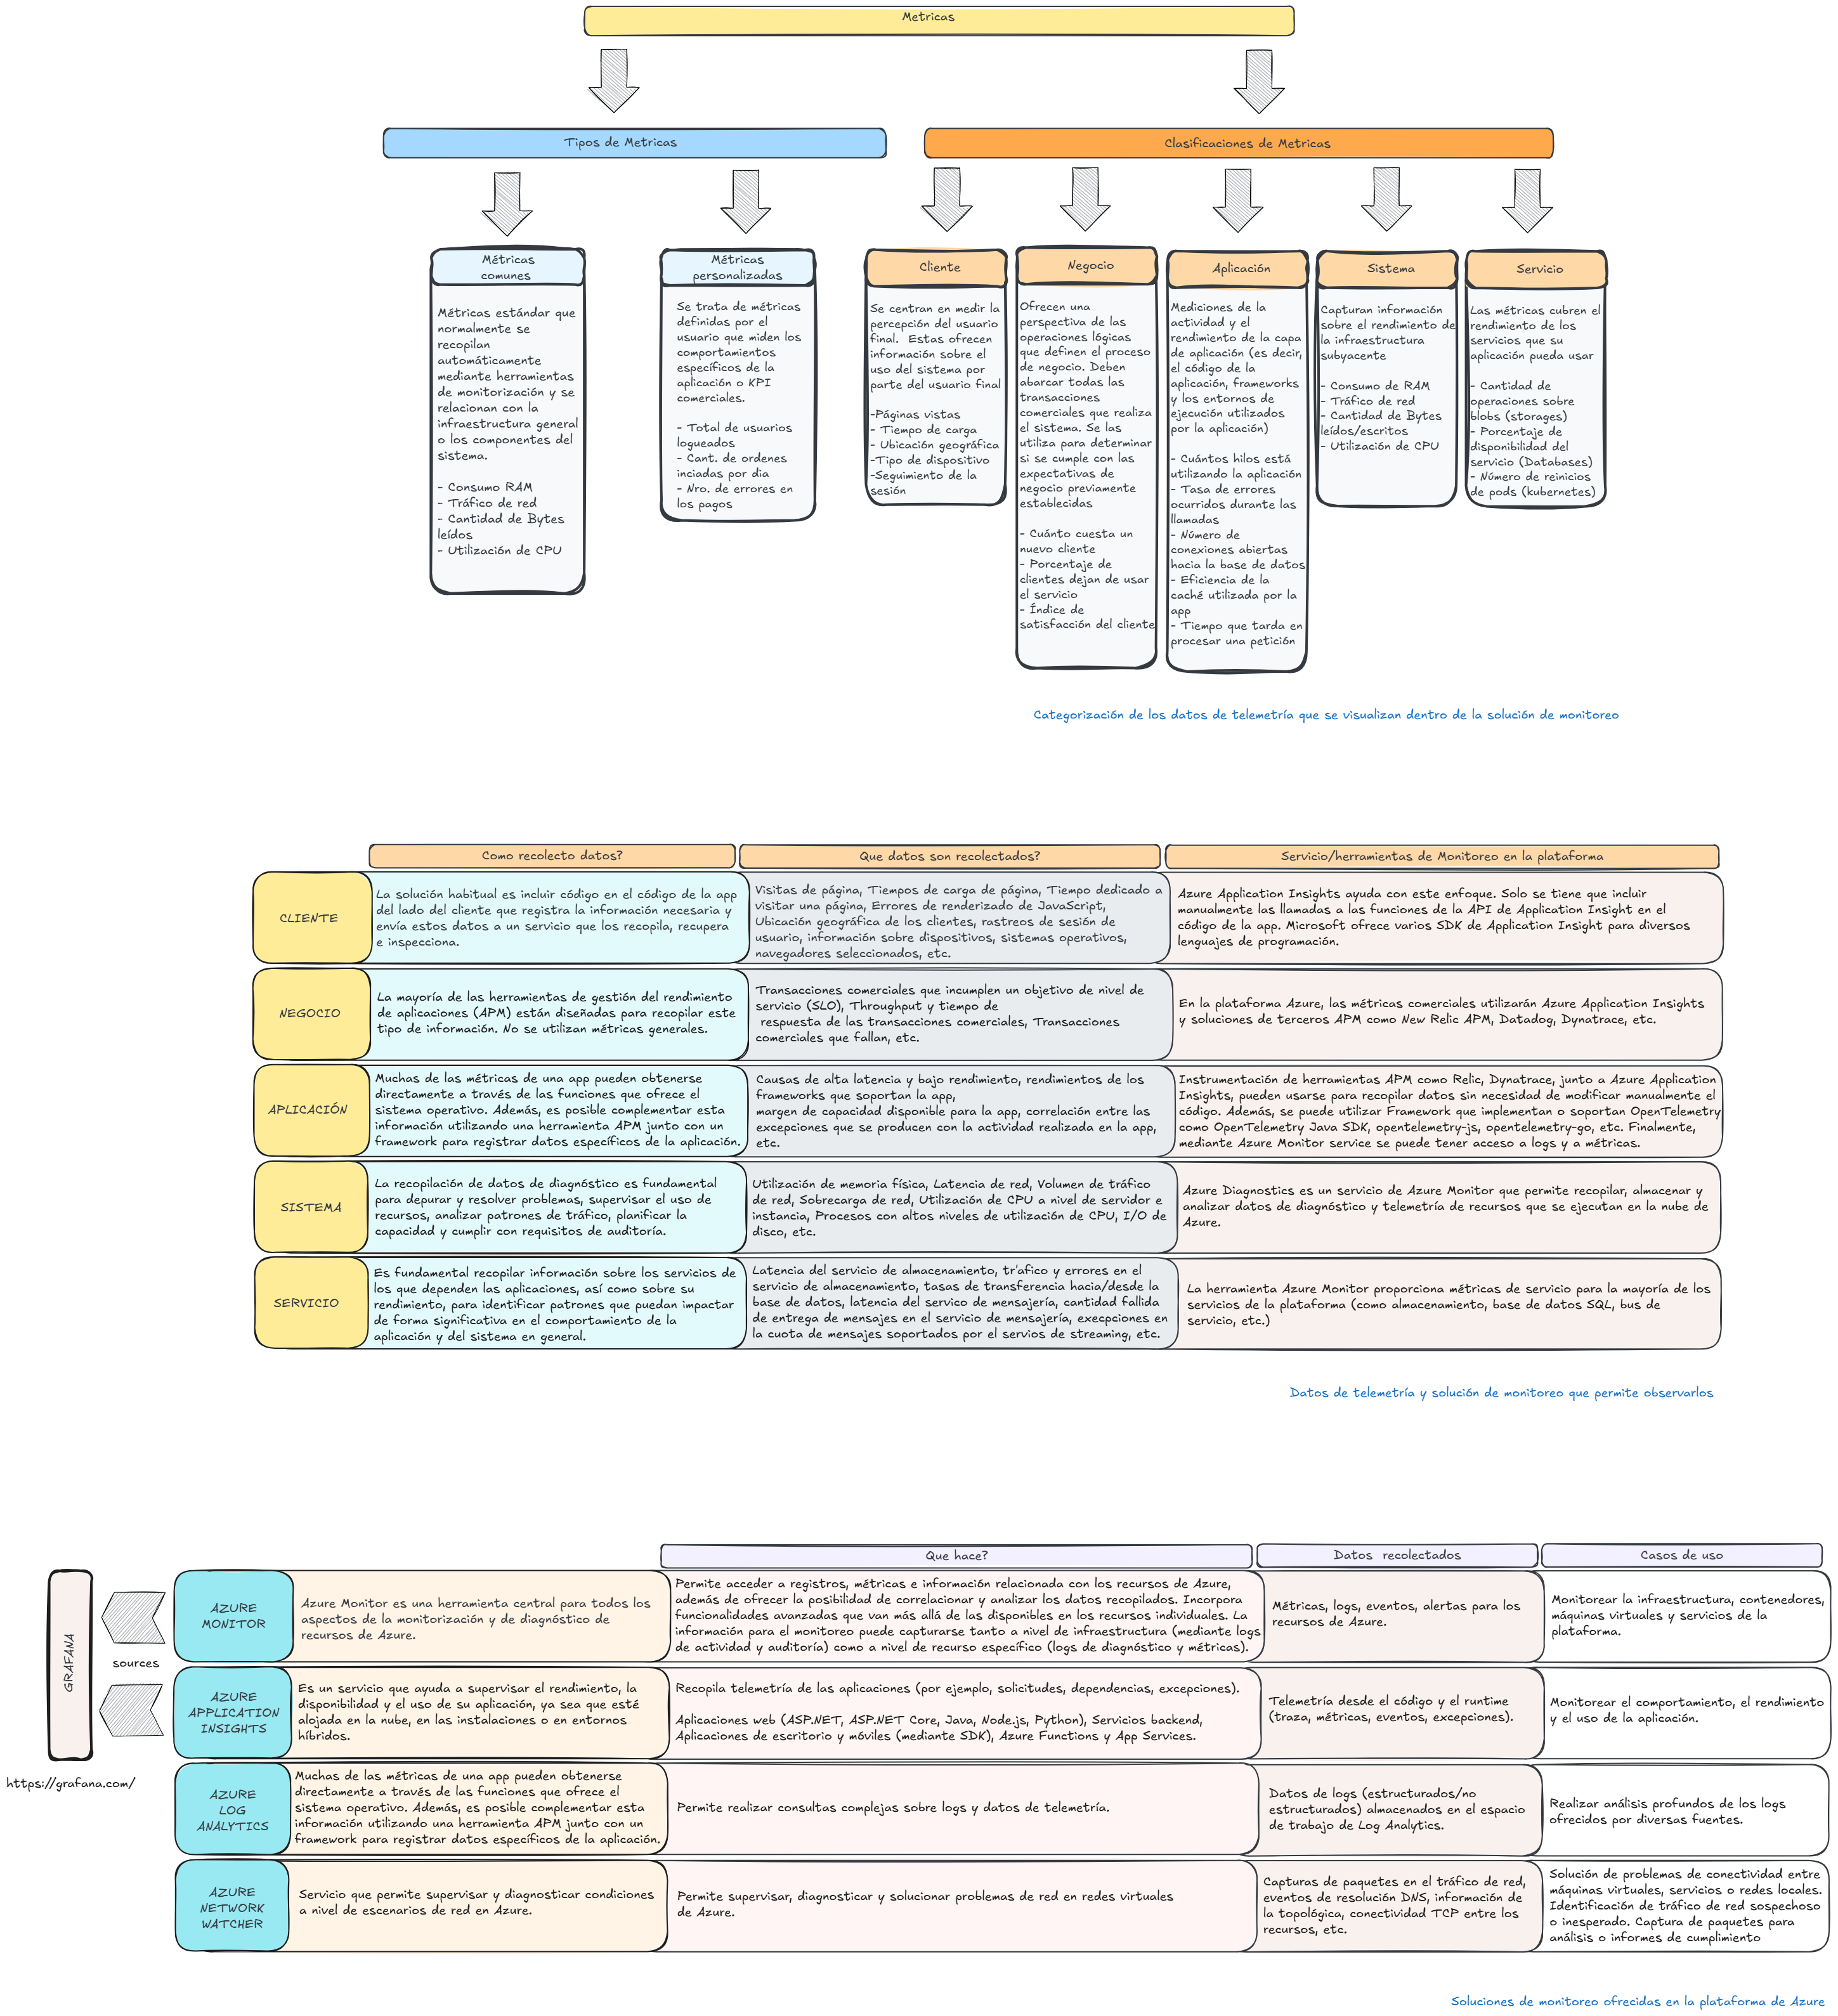 Metricas
Tipos de Metricas
Clasificaciones de Metricas
Métricas
comunes
Métricas estándar que
normalmente se
recopilan
automáticamente
mediante herramientas
de monitorización y se
relacionan con la
infraestructura general
o los componentes del
sistema.
- Consumo RAM
- Tráfico de red
- Cantidad de Bytes
leídos
- Utilización de CPU
Métricas
personalizadas
Se trata de métricas
definidas por el
usuario que miden los
comportamientos
específicos de la
aplicación o KPI
comerciales.
- Total de usuarios
logueados
- Cant. de ordenes
inciadas por dia
- Nro. de errores en
los pagos
Cliente
Se centran en medir la
percepción del usuario
final.  Estas ofrecen
información sobre el
uso del sistema por
parte del usuario final
-Páginas vistas
- Tiempo de carga
- Ubicación geográfica
-Tipo de dispositivo
-Seguimiento de la
sesión
Negocio
Ofrecen una
perspectiva de las
operaciones lógicas
que definen el proceso
de negocio. Deben
abarcar todas las
transacciones
comerciales que realiza
el sistema. Se las
utiliza para determinar
si se cumple con las
expectativas de
negocio previamente
establecidas
- Cuánto cuesta un
nuevo cliente
- Porcentaje de
clientes dejan de usar
el servicio
- Índice de
satisfacción del cliente
Aplicación
Mediciones de la
actividad y el
rendimiento de la capa
de aplicación (es decir,
el código de la
aplicación, frameworks
y los entornos de
ejecución utilizados
por la aplicación)
- Cuántos hilos está
utilizando la aplicación
- Tasa de errores
ocurridos durante las
llamadas
- Número de
conexiones abiertas
hacia la base de datos
- Eficiencia de la
caché utilizada por la
app
- Tiempo que tarda en
procesar una petición
Sistema
Capturan información
sobre el rendimiento de
la infraestructura
subyacente
- Consumo de RAM
- Tráfico de red
- Cantidad de Bytes
leídos/escritos
- Utilización de CPU
Servicio
Las métricas cubren el
rendimiento de los
servicios que su
aplicación pueda usar
- Cantidad de
operaciones sobre
blobs (storages)
- Porcentaje de
disponibilidad del
servicio (Databases)
- Número de reinicios
de pods (kubernetes)
Categorización de los datos de telemetría que se visualizan dentro de la solución de monitoreo
Como recolecto datos?
Que datos son recolectados?
Servicio/herramientas de Monitoreo en la plataforma
CLIENTE
La solución habitual es incluir código en el código de la app
del lado del cliente que registra la información necesaria y
envía estos datos a un servicio que los recopila, recupera
e inspecciona.
Visitas de página, Tiempos de carga de página, Tiempo dedicado a
visitar una página, Errores de renderizado de JavaScript,
Ubicación geográfica de los clientes, rastreos de sesión de
usuario, información sobre dispositivos, sistemas operativos,
navegadores seleccionados, etc.
Azure Application Insights ayuda con este enfoque. Solo se tiene que incluir
manualmente las llamadas a las funciones de la API de Application Insight en el
código de la app. Microsoft ofrece varios SDK de Application Insight para diversos
lenguajes de programación.
NEGOCIO
La mayoría de las herramientas de gestión del rendimiento
de aplicaciones (APM) están diseñadas para recopilar este
tipo de información. No se utilizan métricas generales.
Transacciones comerciales que incumplen un objetivo de nivel de
servicio (SLO), Throughput y tiempo de
respuesta de las transacciones comerciales, Transacciones
comerciales que fallan, etc.
En la plataforma Azure, las métricas comerciales utilizarán Azure Application Insights
y soluciones de terceros APM como New Relic APM, Datadog, Dynatrace, etc.
APLICACIÓN
Muchas de las métricas de una app pueden obtenerse
directamente a través de las funciones que ofrece el
sistema operativo. Además, es posible complementar esta
información utilizando una herramienta APM junto con un
framework para registrar datos específicos de la aplicación.
Causas de alta latencia y bajo rendimiento, rendimientos de los
frameworks que soportan la app,
margen de capacidad disponible para la app, correlación entre las
excepciones que se producen con la actividad realizada en la app,
etc.
Instrumentación de herramientas APM como Relic, Dynatrace, junto a Azure Application
Insights, pueden usarse para recopilar datos sin necesidad de modificar manualmente el
código. Además, se puede utilizar Framework que implementan o soportan OpenTelemetry
como OpenTelemetry Java SDK, opentelemetry-js, opentelemetry-go, etc. Finalmente,
mediante Azure Monitor service se puede tener acceso a logs y a métricas.
SISTEMA
La recopilación de datos de diagnóstico es fundamental
para depurar y resolver problemas, supervisar el uso de
recursos, analizar patrones de tráfico, planificar la
capacidad y cumplir con requisitos de auditoría.
Utilización de memoria física, Latencia de red, Volumen de tráfico
de red, Sobrecarga de red, Utilización de CPU a nivel de servidor e
instancia, Procesos con altos niveles de utilización de CPU, I/O de
disco, etc.
Azure Diagnostics es un servicio de Azure Monitor que permite recopilar, almacenar y
analizar datos de diagnóstico y telemetría de recursos que se ejecutan en la nube de
Azure.
SERVICIO
Es fundamental recopilar información sobre los servicios de
los que dependen las aplicaciones, así como sobre su
rendimiento, para identificar patrones que puedan impactar
de forma significativa en el comportamiento de la
aplicación y del sistema en general.
Latencia del servicio de almacenamiento, tr'afico y errores en el
servicio de almacenamiento, tasas de transferencia hacia/desde la
base de datos, latencia del servico de mensajería, cantidad fallida
de entrega de mensajes en el servicio de mensajería, execpciones en
la cuota de mensajes soportados por el servios de streaming, etc.
La herramienta Azure Monitor proporciona métricas de servicio para la mayoría de los
servicios de la plataforma (como almacenamiento, base de datos SQL, bus de
servicio, etc.)
Datos de telemetría y solución de monitoreo que permite observarlos
Que hace?
Datos  recolectados
Casos de uso
GRAFANA
sources
https://grafana.com/
AZURE
MONITOR
Azure Monitor es una herramienta central para todos los
aspectos de la monitorización y de diagnóstico de
recursos de Azure.
Permite acceder a registros, métricas e información relacionada con los recursos de Azure,
además de ofrecer la posibilidad de correlacionar y analizar los datos recopilados. Incorpora
funcionalidades avanzadas que van más allá de las disponibles en los recursos individuales. La
información para el monitoreo puede capturarse tanto a nivel de infraestructura (mediante logs
de actividad y auditoría) como a nivel de recurso específico (logs de diagnóstico y métricas).
Métricas, logs, eventos, alertas para los
recursos de Azure.
Monitorear la infraestructura, contenedores,
máquinas virtuales y servicios de la
plataforma.
AZURE
APPLICATION
INSIGHTS
Es un servicio que ayuda a supervisar el rendimiento, la
disponibilidad y el uso de su aplicación, ya sea que esté
alojada en la nube, en las instalaciones o en entornos
híbridos.
Recopila telemetría de las aplicaciones (por ejemplo, solicitudes, dependencias, excepciones).
Aplicaciones web (ASP.NET, ASP.NET Core, Java, Node.js, Python), Servicios backend,
Aplicaciones de escritorio y móviles (mediante SDK), Azure Functions y App Services.
Telemetría desde el código y el runtime
(traza, métricas, eventos, excepciones).
Monitorear el comportamiento, el rendimiento
y el uso de la aplicación.
AZURE
LOG
ANALYTICS
Muchas de las métricas de una app pueden obtenerse
directamente a través de las funciones que ofrece el
sistema operativo. Además, es posible complementar esta
información utilizando una herramienta APM junto con un
framework para registrar datos específicos de la aplicación.
Permite realizar consultas complejas sobre logs y datos de telemetría.
Datos de logs (estructurados/no
estructurados) almacenados en el espacio
de trabajo de Log Analytics.
Realizar análisis profundos de los logs
ofrecidos por diversas fuentes.
AZURE
NETWORK
WATCHER
Servicio que permite supervisar y diagnosticar condiciones
a nivel de escenarios de red en Azure.
Permite supervisar, diagnosticar y solucionar problemas de red en redes virtuales
de Azure.
Capturas de paquetes en el tráfico de red,
eventos de resolución DNS, información de
la topológica, conectividad TCP entre los
recursos, etc.
Solución de problemas de conectividad entre
máquinas virtuales, servicios o redes locales.
Identificación de tráfico de red sospechoso
o inesperado. Captura de paquetes para
análisis o informes de cumplimiento
Soluciones de monitoreo ofrecidas en la plataforma de Azure